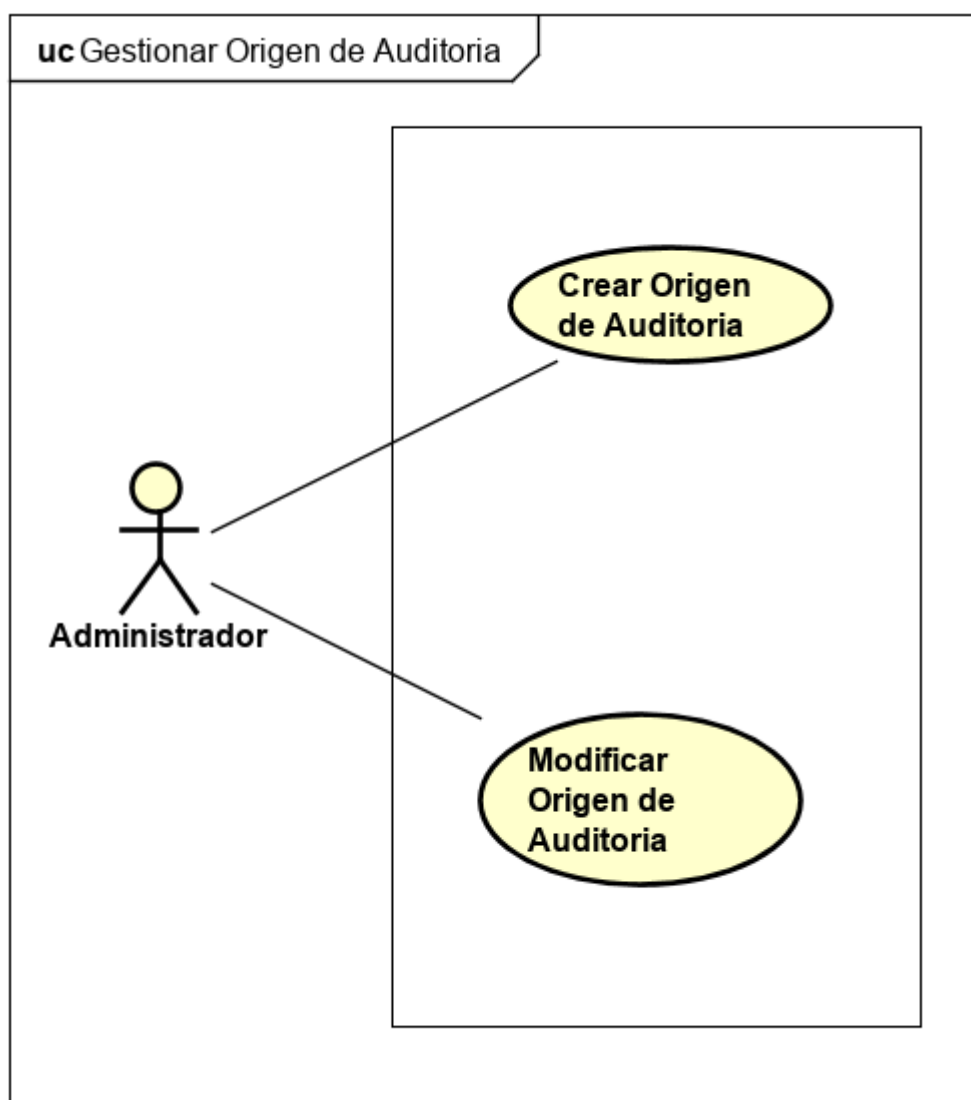 uc Gestionar Origen de Auditoria
Crear Origen
de Auditoria
Administrador
Modificar
Origen de
Auditoria